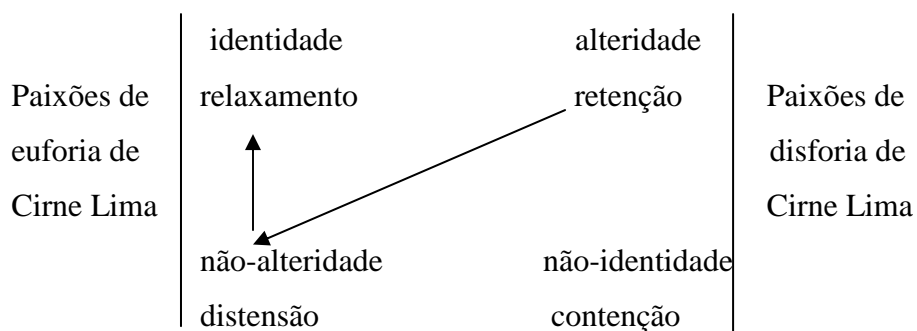 identidade alteridade
Paixões de relaxamento retenção Paixões de
euforia de disforia de
Cirne Lima Cirne Lima
não-alteridade não-identidade
distensão contenção